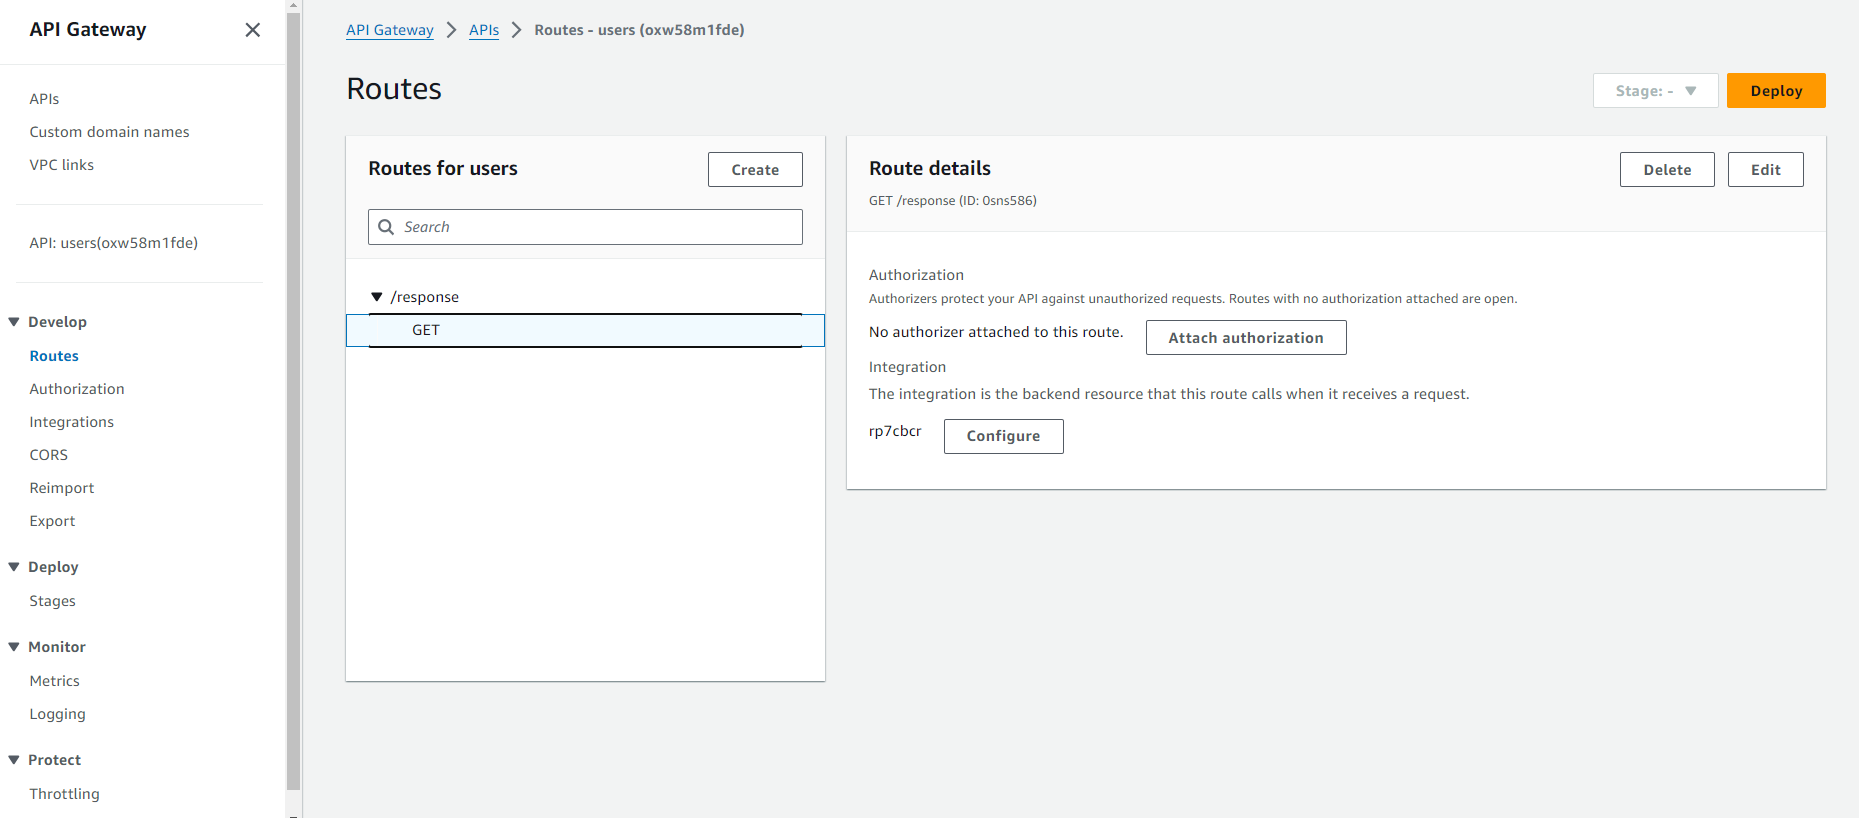 API Gateway
APIs
Custom domain names
VPC links
API: users(oxw58m1fde)
Develop
Routes
Authorization
Integrations
CORS
Reimport
Export
Deploy
Stages
Monitor
Metrics
Logging
Protect
Throttling
API Gateway > APIs > Routes - users (oxw58m1fde)
Routes
Stage: -
Deploy
Routes for users
Create
Search
/response
GET
Route details
Delete
Edit
GET /response (ID: 0sns586)
Authorization
Authorizers protect your API against unauthorized requests. Routes with no authorization attached are open.
No authorizer attached to this route.
Attach authorization
Integration
The integration is the backend resource that this route calls when it receives a request.
rp7cbcr
Configure